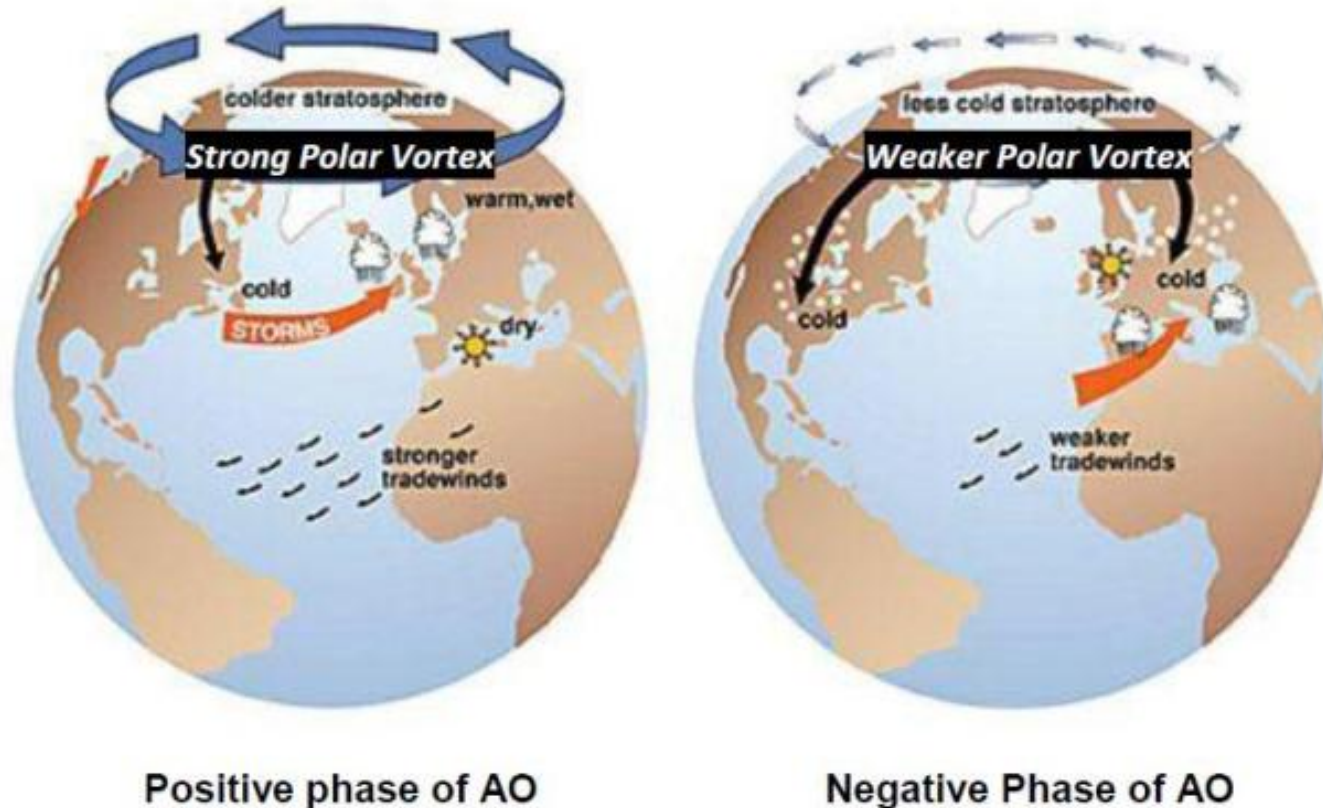 colder stratosphere
Strong Polar Vortex
warm,wet
cold
STORMS
dry
stronger
tradewinds
Positive phase of AO
less cold stratosphere
Weaker Polar Vortex
cold
cold
weaker
tradewinds
Negative Phase of AO